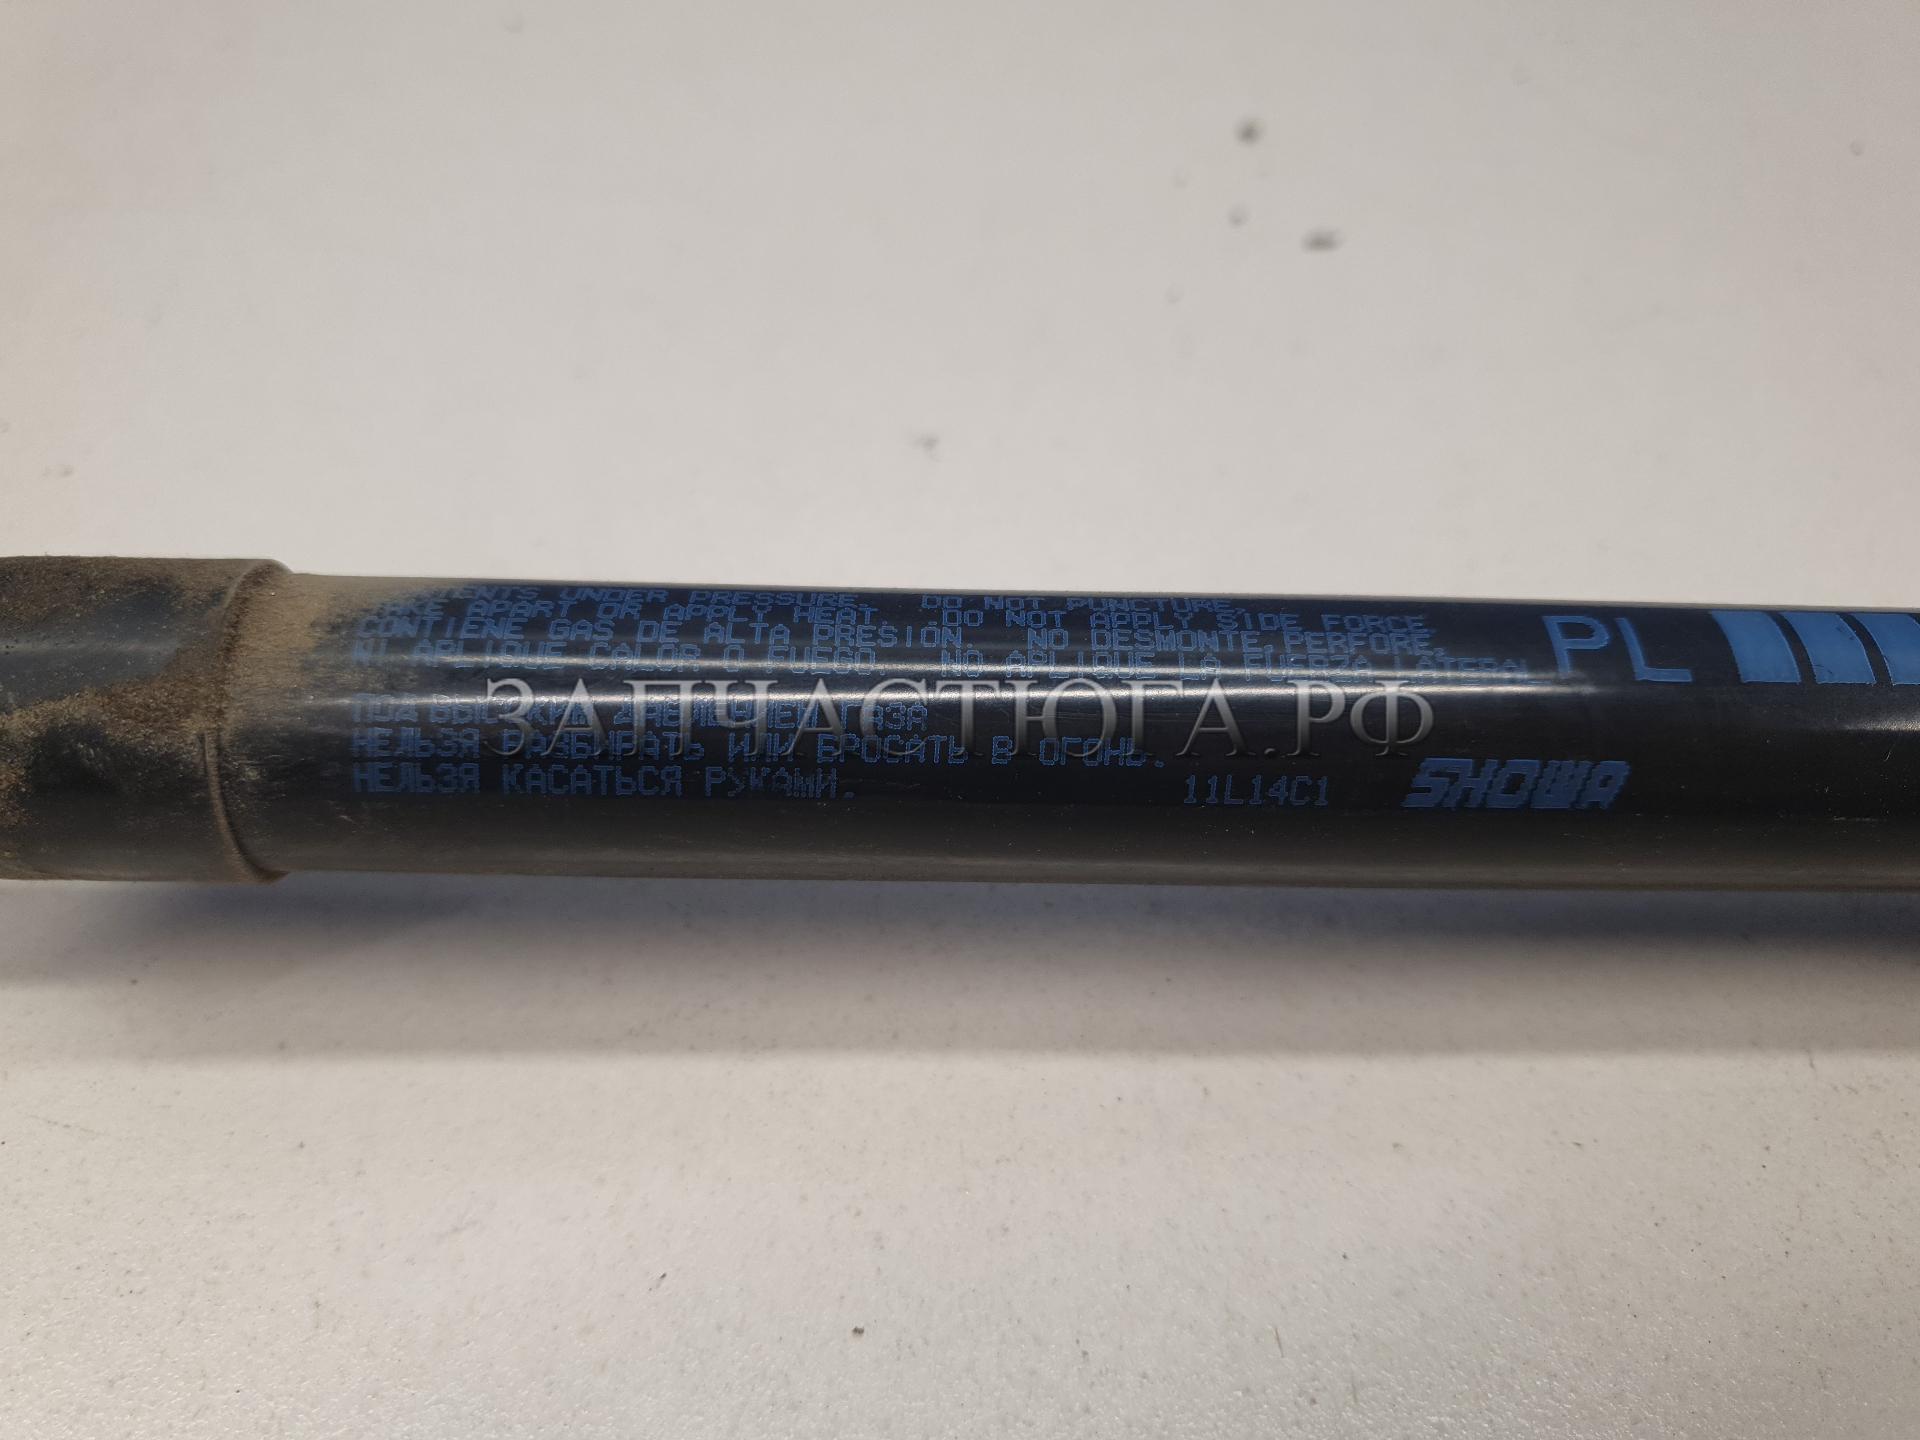 UNDER PRESSURE. DO NOT PUNCTURE,
TAKE APART OR APPLY HEAT. DO NOT APPLY SIDE FORCE.
CONTIENE GAS DE ALTA PRESION. NO DESMONTE, PERFORE,
NI APLIQUE CALOR O FUEGO. NO APLIQUE LA FUERZA LATERAL
PL
ЗАПЧАСТЮГА.РФ
ПОД ГАЗА
НЕЛЬЗЯ РАЗБИРАТЬ ИЛИ БРОСАТЬ В ОГОНЬ.
НЕЛЬЗЯ КАСАТЬСЯ РУКАМИ.
11L14C1
SHOWA